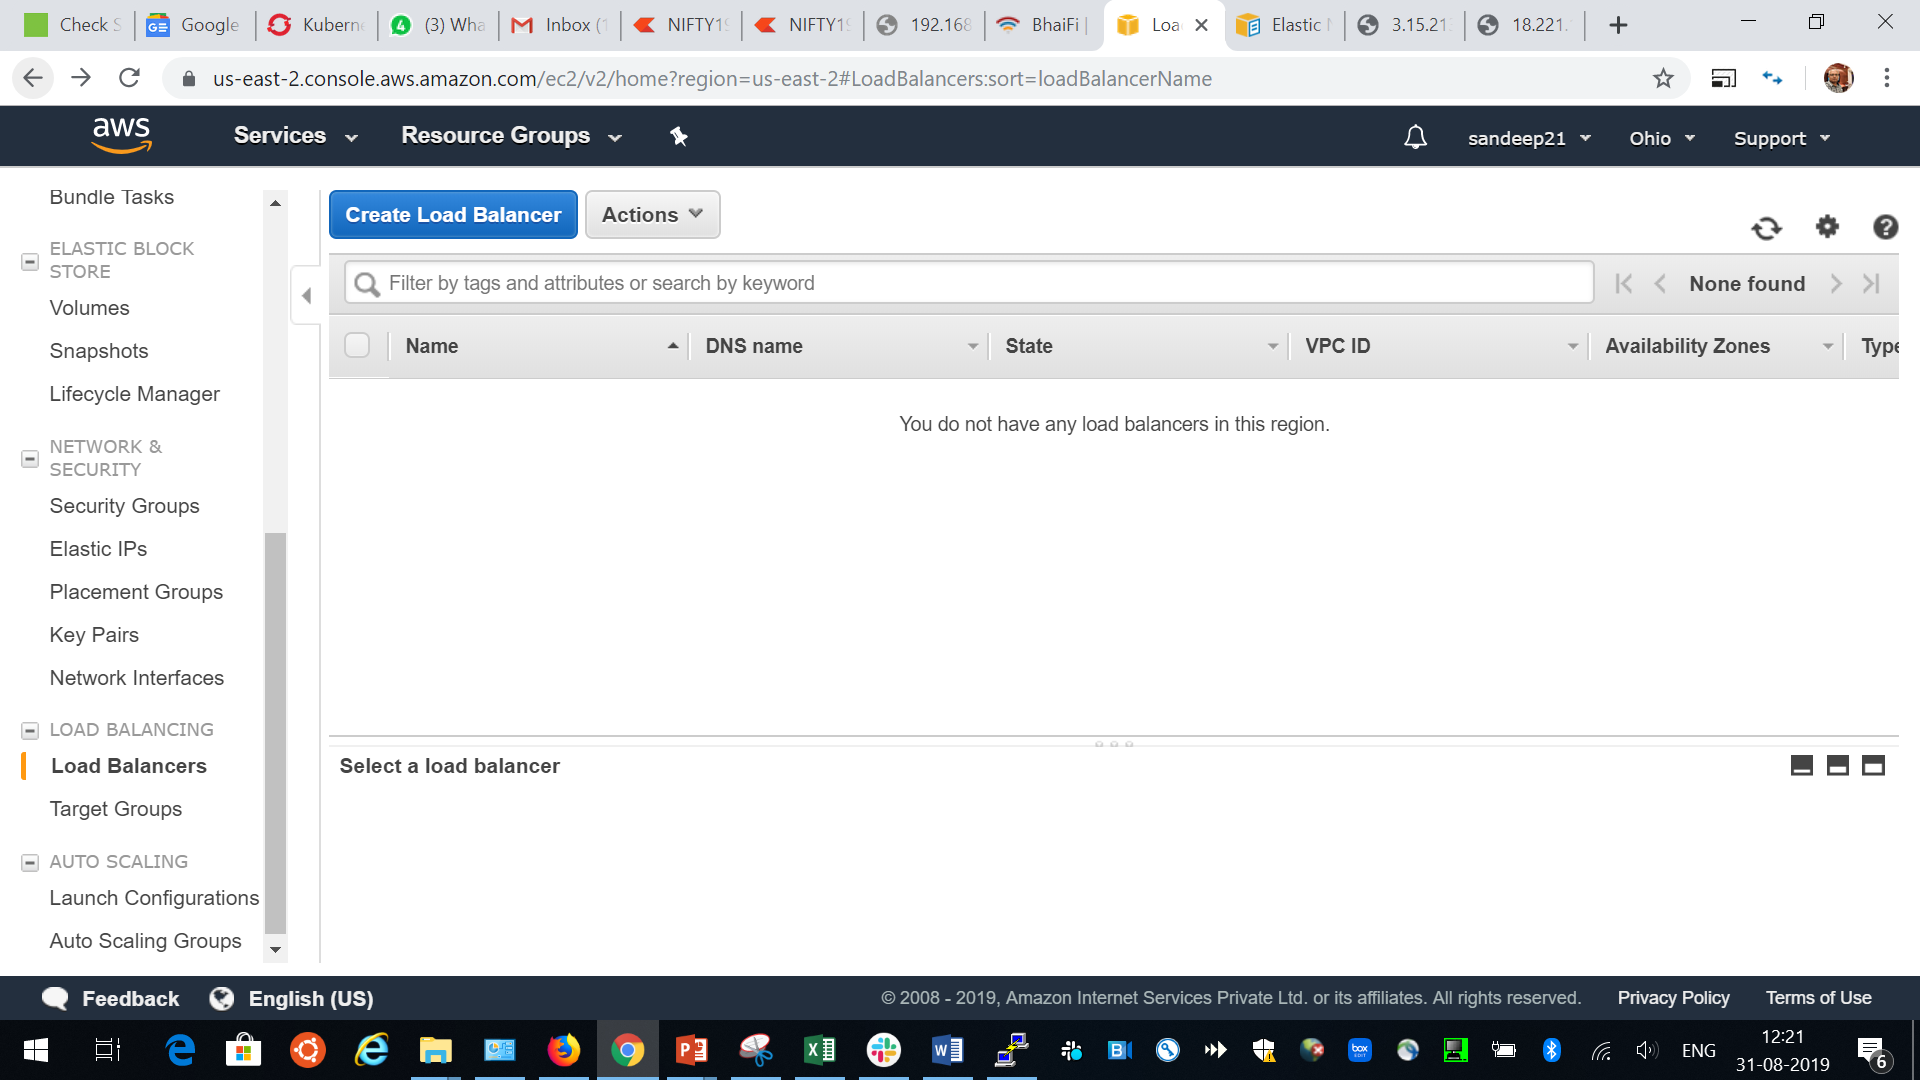 Check S
Google
Kuberne
(3) Wha
Inbox (1
NIFTY19
NIFTY19
192.168
BhaiFi |
Loa
Elastic N
3.15.213
18.221.
us-east-2.console.aws.amazon.com/ec2/v2/home?region=us-east-2#LoadBalancers:sort=loadBalancerName
aws
Services
Resource Groups
sandeep21
Ohio
Support
Bundle Tasks
ELASTIC BLOCK
STORE
Volumes
Snapshots
Lifecycle Manager
NETWORK &
SECURITY
Security Groups
Elastic IPs
Placement Groups
Key Pairs
Network Interfaces
LOAD BALANCING
Load Balancers
Target Groups
AUTO SCALING
Launch Configurations
Auto Scaling Groups
Create Load Balancer
Actions
Filter by tags and attributes or search by keyword
None found
Name
DNS name
State
VPC ID
Availability Zones
Type
You do not have any load balancers in this region.
Select a load balancer
Feedback
English (US)
© 2008 - 2019, Amazon Internet Services Private Ltd. or its affiliates. All rights reserved.
Privacy Policy
Terms of Use
ENG
12:21
31-08-2019
6